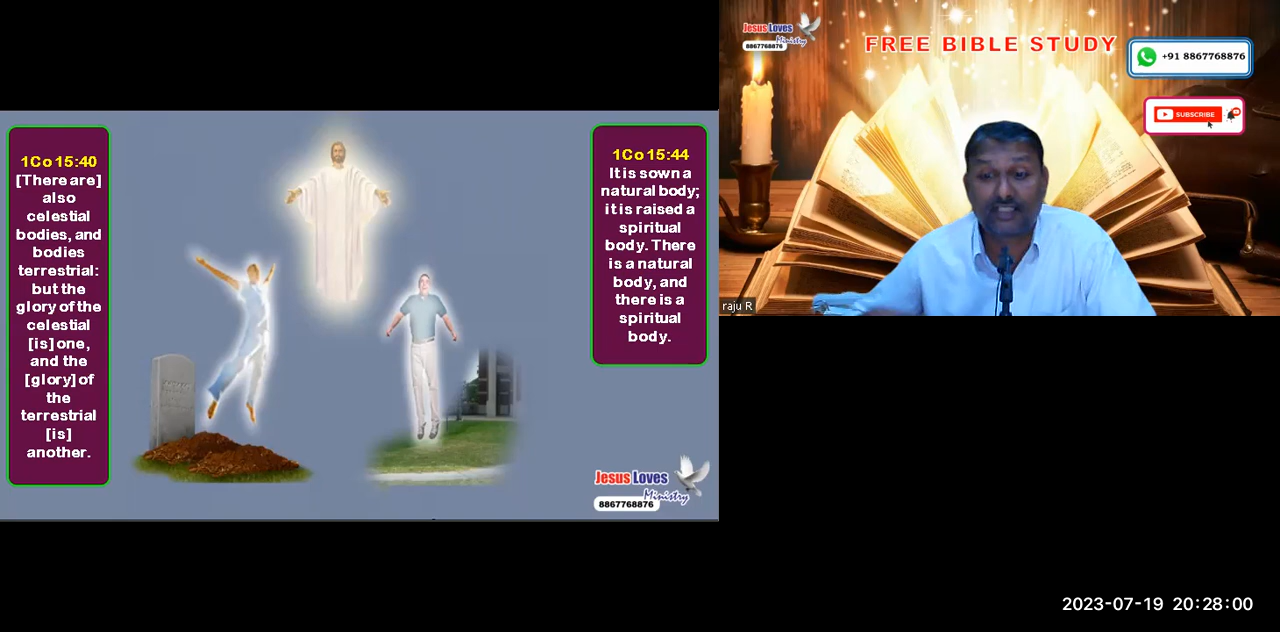 1Co 15:40
[There are]
also
celestial
bodies, and
bodies
terrestrial:
but the
glory of the
celestial
[is] one,
and the
[glory] of
the
terrestrial
[is]
another.
1Co 15:44
It is sown a
natural body;
it is raised a
spiritual
body. There
is a natural
body, and
there is a
spiritual
body.
Jesus Loves
Ministry
8867768876
Jesus Loves
Ministry
8867768876
FREE BIBLE STUDY
+91 8867768876
SUBSCRIBE
raju R
2023-07-19 20:28:00